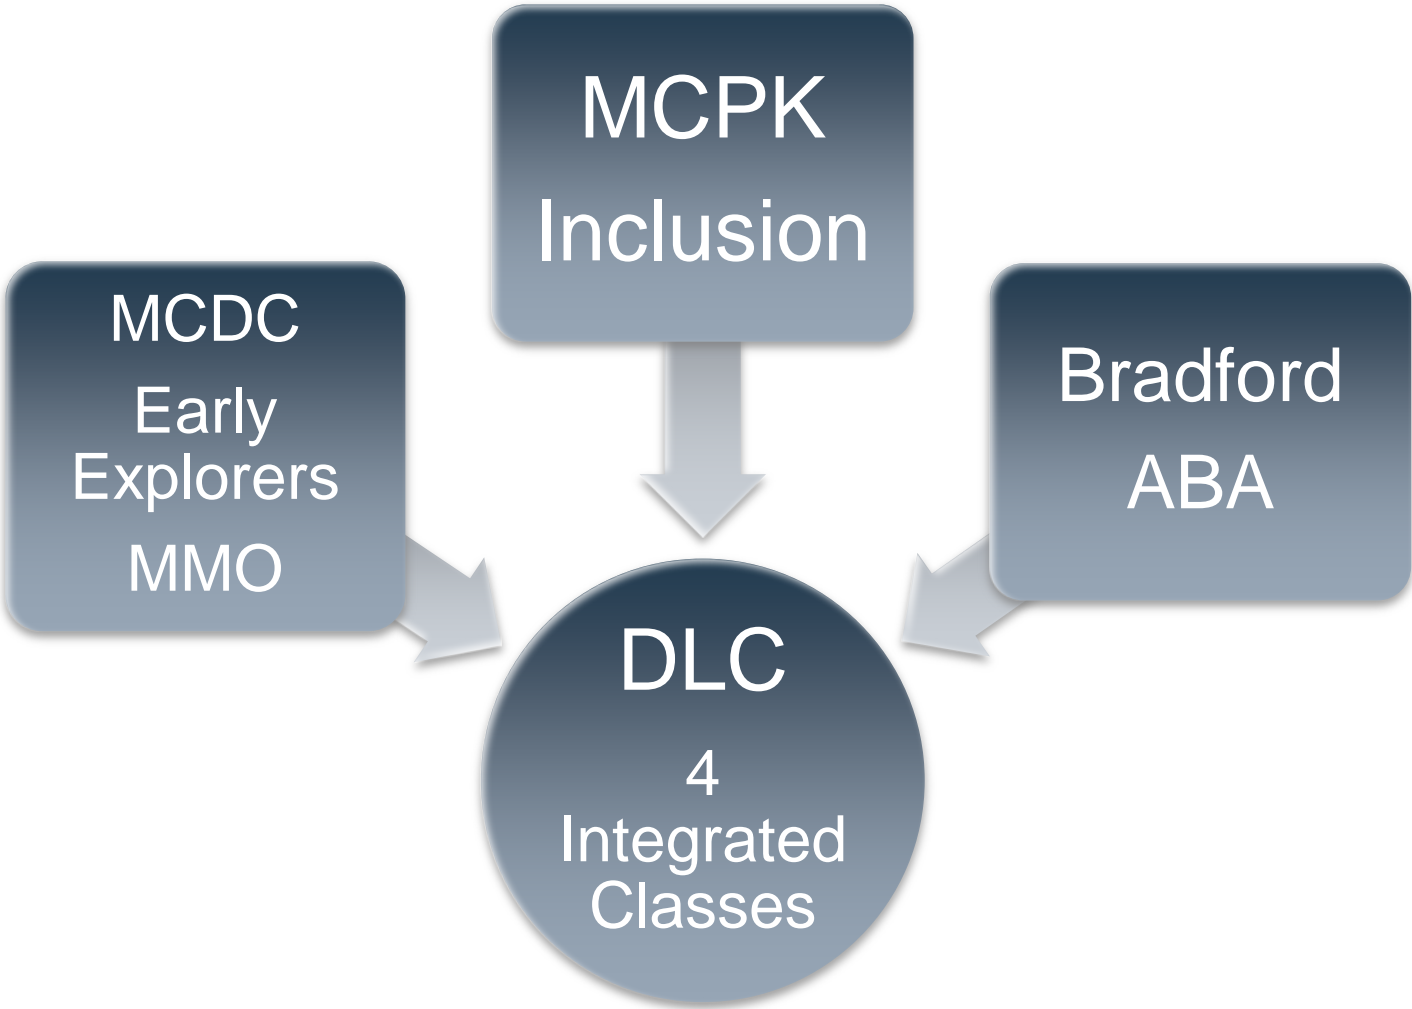 MCPK
Inclusion
MCDC
Early
Explorers
MMO
Bradford
ABA
DLC
4
Integrated
Classes